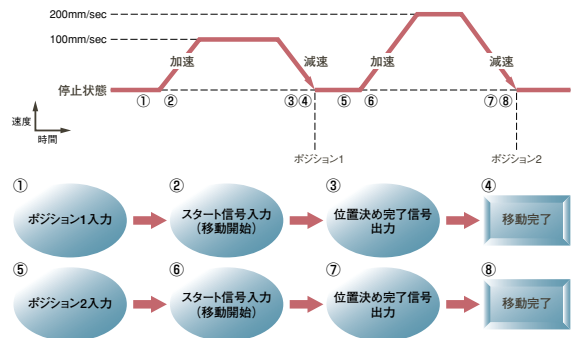 200mm/sec
100mm/sec
加速
減速
加速
減速
停止状態
① ② ③④ ⑤ ⑥ ⑦ ⑧
速度
時間
ポジション1
ポジション2
① ② ③ ④
ポジション1入力
スタート信号入力
(移動開始)
位置決め完了信号
出力
移動完了
⑤ ⑥ ⑦ ⑧
ポジション2入力
スタート信号入力
(移動開始)
位置決め完了信号
出力
移動完了